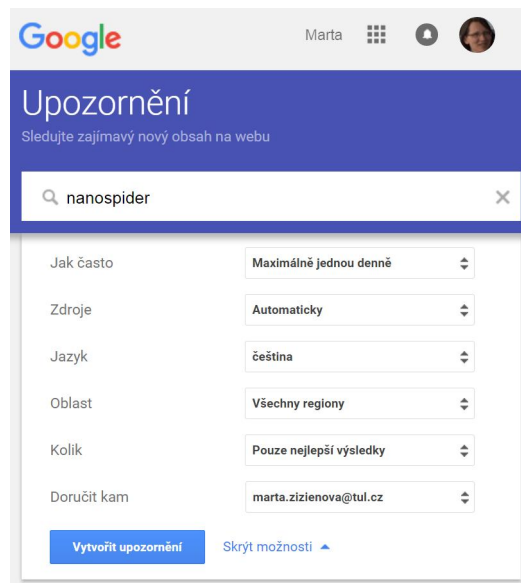 Google Marta
Upozornění
Sledujte zajímavý nový obsah na webu
nanospider
Jak často Maximálně jednou denně
Zdroje Automaticky
Jazyk čeština
Oblast Všechny regiony
Kolik Pouze nejlepší výsledky
Doručit kam marta.zizienova@tul.cz
Vytvořit upozornění Skrýt možnosti